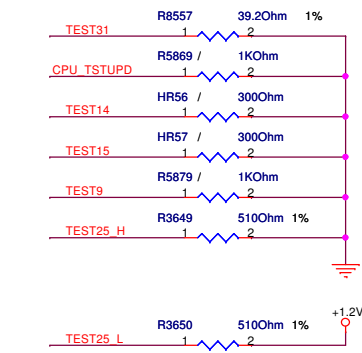 R8557 39.2Ohm 1%
TEST31 1 2
R5869 / 1KOhm
CPU_TSTUPD 1 2
HR56 / 300Ohm
TEST14 1 2
HR57 / 300Ohm
TEST15 1 2
R5879 / 1KOhm
TEST9 1 2
R3649 510Ohm 1%
TEST25_H 1 2
+1.2V
R3650 510Ohm 1%
TEST25_L 1 2